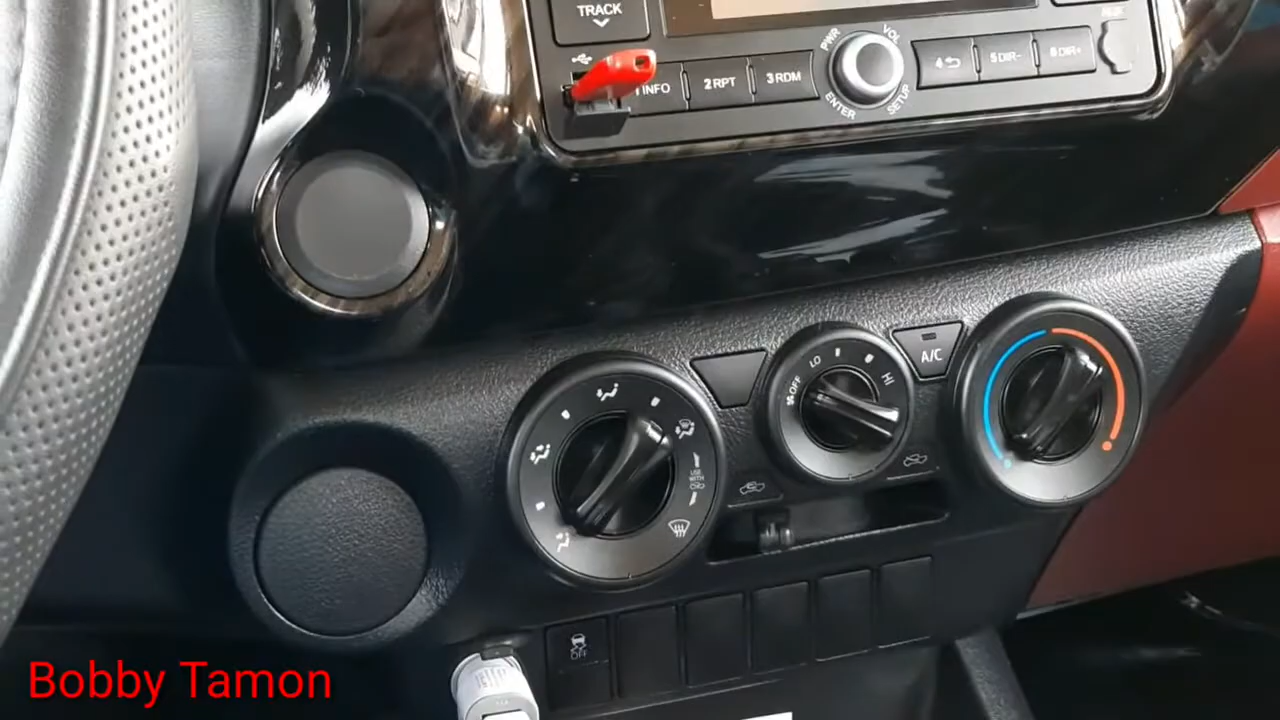 TRACK
PWR
VOL
1 INFO
2 RPT
3 RDM
4
5 DIR-
6 DIR+
ENTER
SETUP
OFF
LO
HI
A/C
USE
WITH
OFF
Bobby Tamon